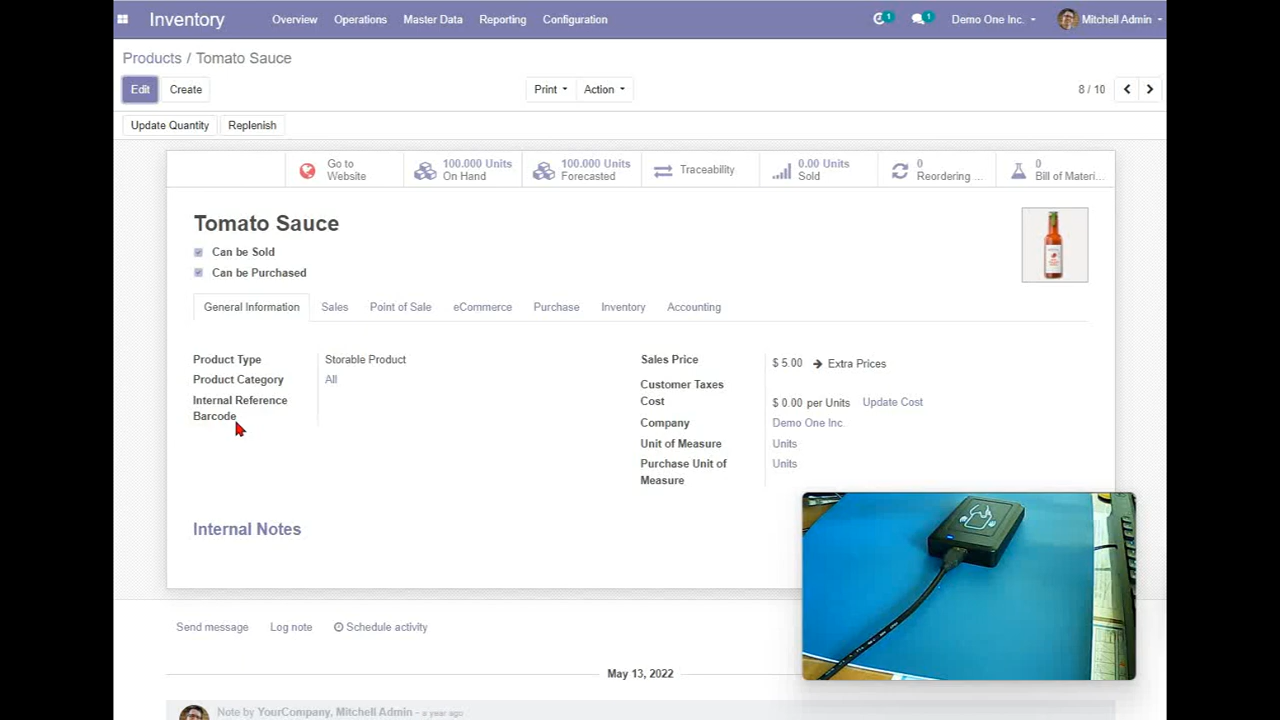 Inventory Overview Operations Master Data Reporting Configuration 1 1 Demo One Inc. Mitchell Admin
Products / Tomato Sauce
Edit Create Print Action 8 / 10
Update Quantity Replenish
Go to Website
100.000 Units On Hand
100.000 Units Forecasted
Traceability
0.00 Units Sold
0 Reordering ...
0 Bill of Materi...
Tomato Sauce
Can be Sold
Can be Purchased
General Information Sales Point of Sale eCommerce Purchase Inventory Accounting
Product Type Storable Product
Product Category All
Internal Reference
Barcode
Sales Price $ 5.00 Extra Prices
Customer Taxes
Cost $ 0.00 per Units Update Cost
Company Demo One Inc.
Unit of Measure Units
Purchase Unit of Measure Units
Internal Notes
Send message Log note Schedule activity
May 13, 2022
Note by YourCompany, Mitchell Admin - a year ago